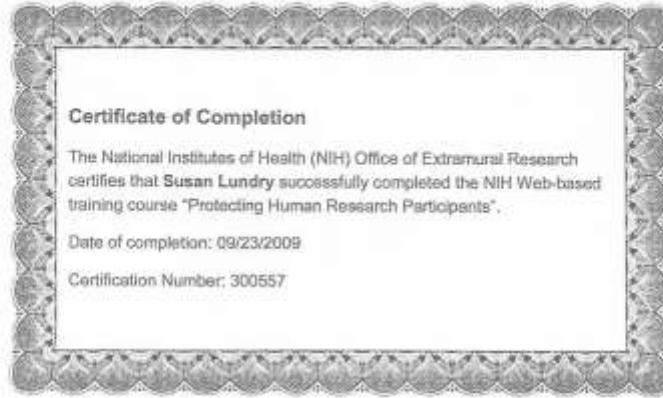 Certificate of Completion
The National Institutes of Health (NIH) Office of Extramural Research
certifies that Susan Lundry successfully completed the NIH Web-based
training course "Protecting Human Research Participants".
Date of completion: 09/23/2009
Certification Number: 300557